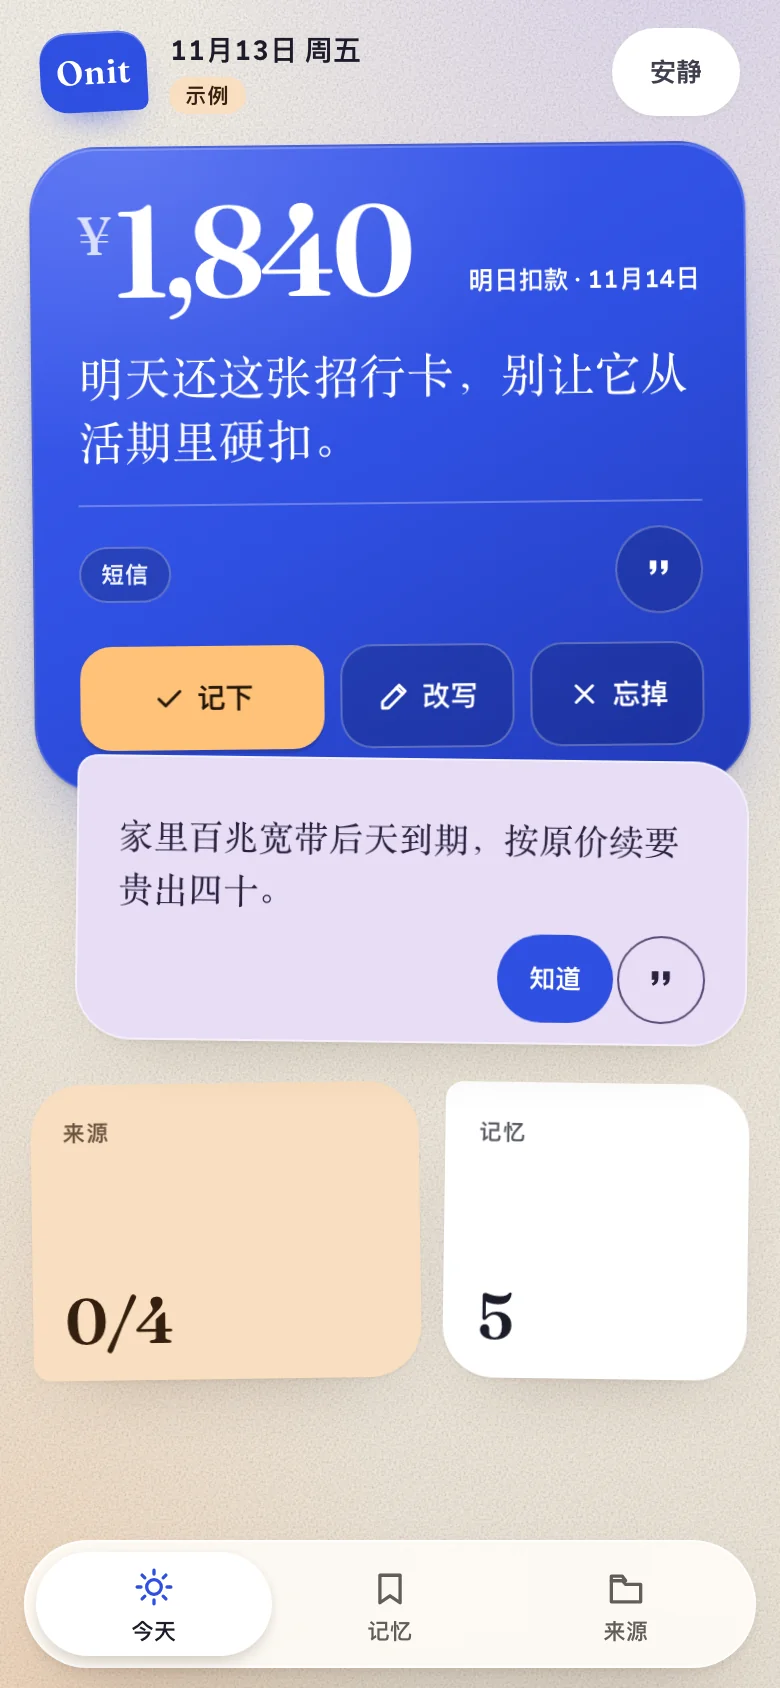 Onit
11月13日 周五
示例
安静
¥1,840
明日扣款 · 11月14日
明天还这张招行卡，别让它从
活期里硬扣。
短信
”
记下
改写
忘掉
家里百兆宽带后天到期，按原价续要
贵出四十。
知道
”
来源
0/4
记忆
5
今天
记忆
来源